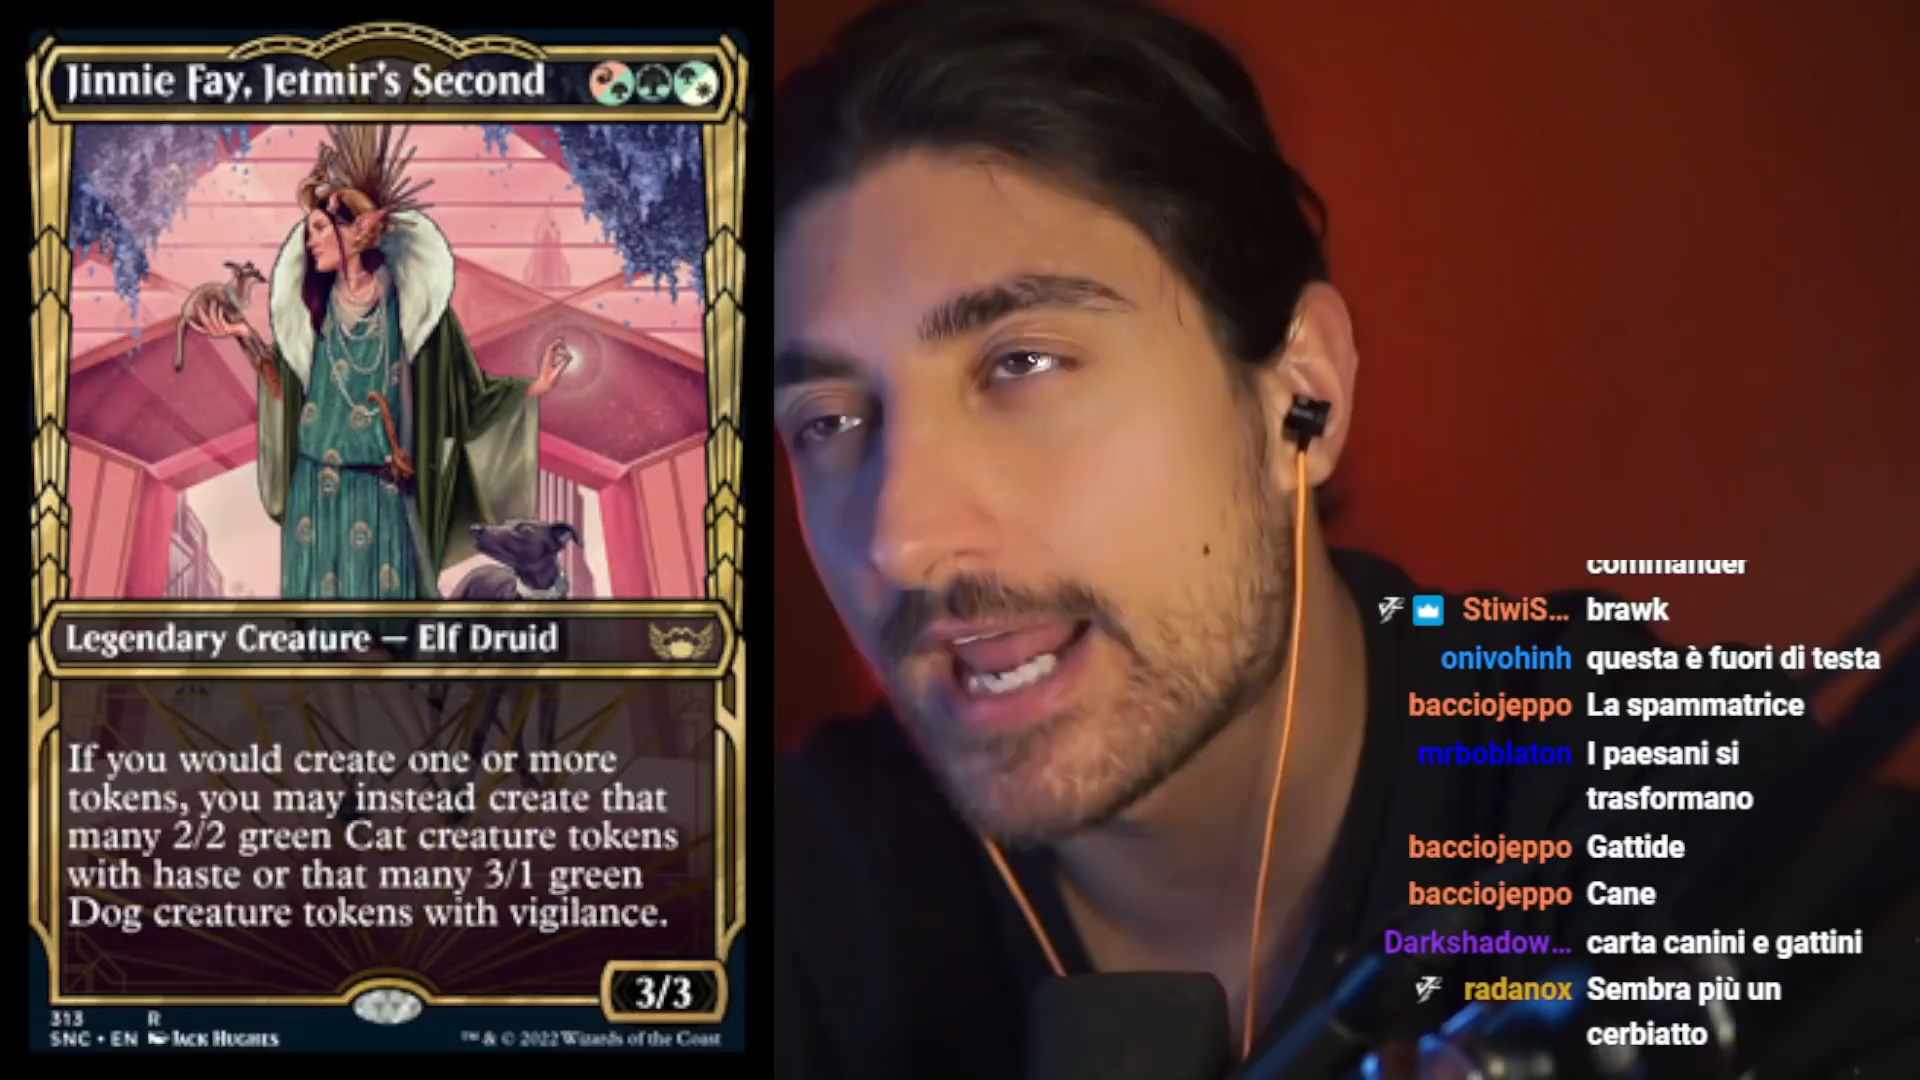 Jinnie Fay, Jetmir's Second
Legendary Creature — Elf Druid
If you would create one or more
tokens, you may instead create that
many 2/2 green Cat creature tokens
with haste or that many 3/1 green
Dog creature tokens with vigilance.
3/3
313 R
SNC • EN JACK HUGHES
™ & © 2022 Wizards of the Coast
commander
StiwiS... brawk
onivohinh questa è fuori di testa
bacciojeppo La spammatrice
mrboblaton I paesani si
trasformano
bacciojeppo Gattide
bacciojeppo Cane
Darkshadow... carta canini e gattini
radanox Sembra più un
cerbiatto